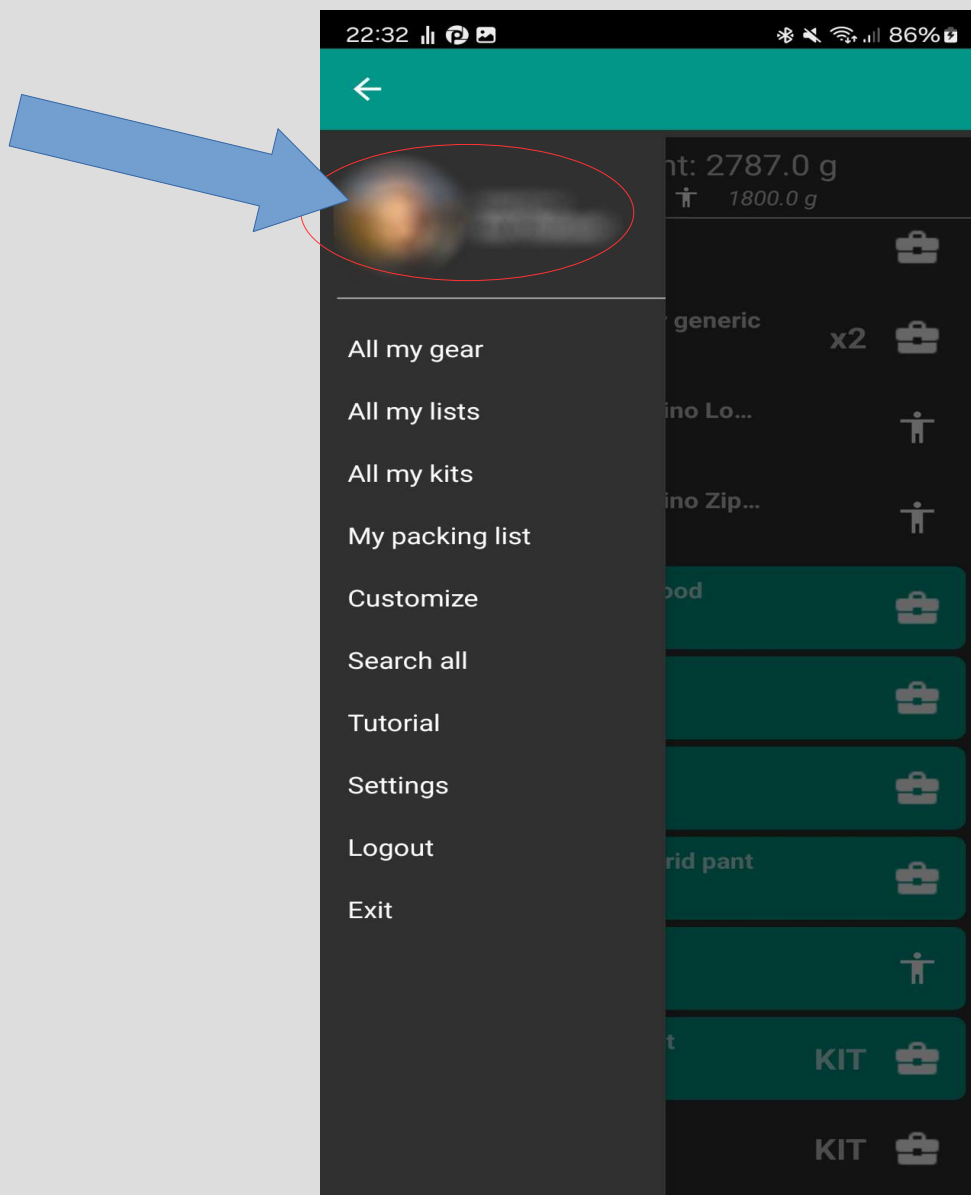 22:32 86%
nt: 2787.0 g
1800.0 g
generic
x2
All my gear
All my lists
ino Lo...
All my kits
ino Zip...
My packing list
Customize
ood
Search all
Tutorial
Settings
Logout
rid pant
Exit
t
KIT
KIT